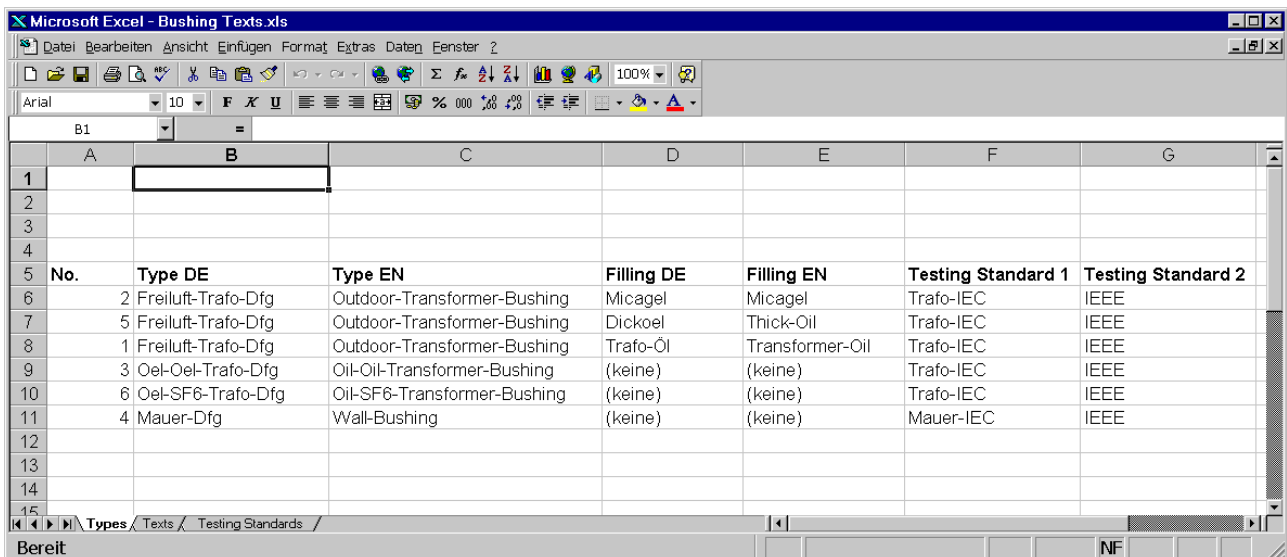 Microsoft Excel - Bushing Texts.xls
Datei Bearbeiten Ansicht Einfügen Format Extras Daten Fenster ?
ABC Σ fx A Z Z A 100% ?
Arial 10 F K U % 000 A
B1 =
A B C D E F G
1
2
3
4
5 No. Type DE Type EN Filling DE Filling EN Testing Standard 1 Testing Standard 2
6 2 Freiluft-Trafo-Dfg Outdoor-Transformer-Bushing Micagel Micagel Trafo-IEC IEEE
7 5 Freiluft-Trafo-Dfg Outdoor-Transformer-Bushing Dickoel Thick-Oil Trafo-IEC IEEE
8 1 Freiluft-Trafo-Dfg Outdoor-Transformer-Bushing Trafo-Öl Transformer-Oil Trafo-IEC IEEE
9 3 Oel-Oel-Trafo-Dfg Oil-Oil-Transformer-Bushing (keine) (keine) Trafo-IEC IEEE
10 6 Oel-SF6-Trafo-Dfg Oil-SF6-Transformer-Bushing (keine) (keine) Trafo-IEC IEEE
11 4 Mauer-Dfg Wall-Bushing (keine) (keine) Mauer-IEC IEEE
12
13
14
15
Types Texts Testing Standards
Bereit NF